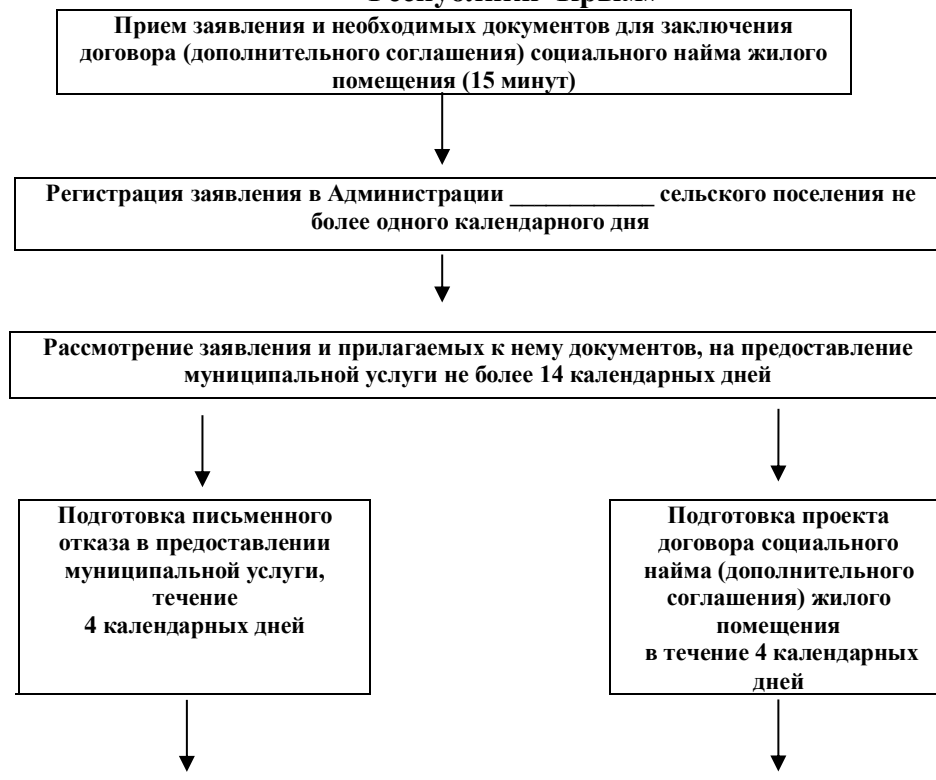 Прием заявления и необходимых документов для заключения
договора (дополнительного соглашения) социального найма жилого
помещения (15 минут)
Регистрация заявления в Администрации ____________ сельского поселения не
более одного календарного дня
Рассмотрение заявления и прилагаемых к нему документов, на предоставление
муниципальной услуги не более 14 календарных дней
Подготовка письменного
отказа в предоставлении
муниципальной услуги,
течение
4 календарных дней
Подготовка проекта
договора социального
найма (дополнительного
соглашения) жилого
помещения
в течение 4 календарных
дней